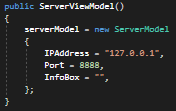 public ServerViewModel()
{
serverModel = new ServerModel
{
IPAddress = "127.0.0.1",
Port = 8888,
InfoBox = "",
};
}